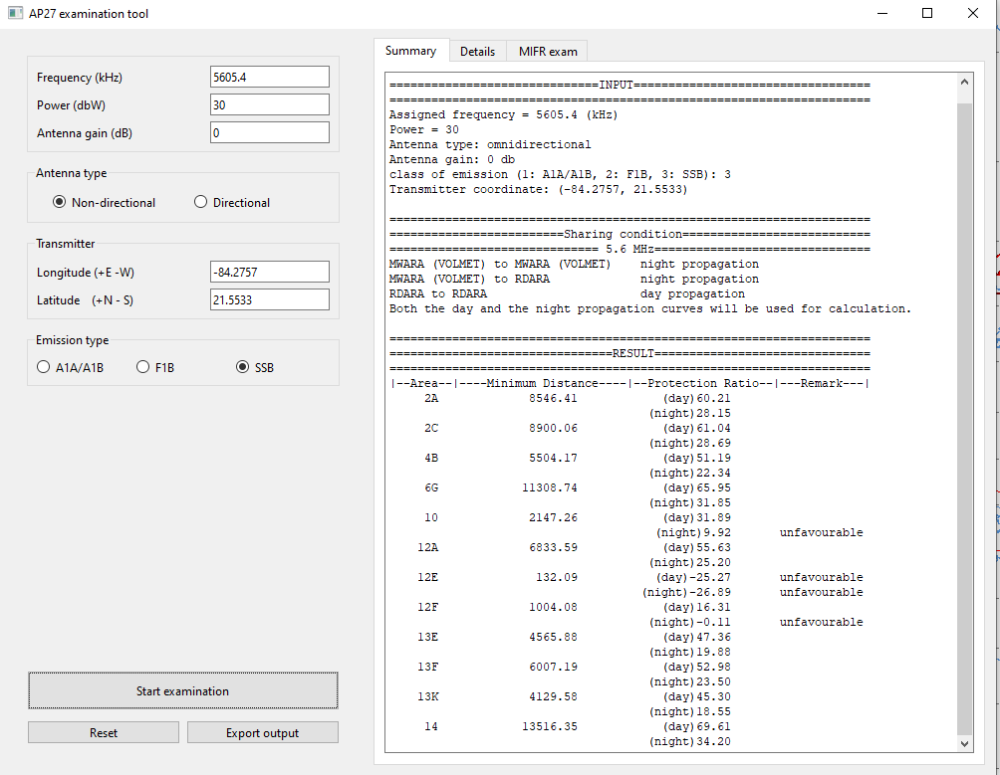 AP27 examination tool
Frequency (kHz) 5605.4
Power (dbW) 30
Antenna gain (dB) 0
Antenna type
Non-directional Directional
Transmitter
Longitude (+E -W) -84.2757
Latitude (+N - S) 21.5533
Emission type
A1A/A1B F1B SSB
Start examination
Reset Export output
Summary Details MIFR exam
==============================INPUT==================================
=====================================================================
Assigned frequency = 5605.4 (kHz)
Power = 30
Antenna type: omnidirectional
Antenna gain: 0 db
class of emission (1: A1A/A1B, 2: F1B, 3: SSB): 3
Transmitter coordinate: (-84.2757, 21.5533)
=====================================================================
=========================Sharing condition===========================
============================== 5.6 MHz===============================
MWARA (VOLMET) to MWARA (VOLMET) night propagation
MWARA (VOLMET) to RDARA night propagation
RDARA to RDARA day propagation
Both the day and the night propagation curves will be used for calculation.
=====================================================================
================================RESULT===============================
=====================================================================
|--Area--|----Minimum Distance----|--Protection Ratio--|---Remark---|
2A 8546.41 (day)60.21
(night)28.15
2C 8900.06 (day)61.04
(night)28.69
4B 5504.17 (day)51.19
(night)22.34
6G 11308.74 (day)65.95
(night)31.85
10 2147.26 (day)31.89
(night)9.92 unfavourable
12A 6833.59 (day)55.63
(night)25.20
12E 132.09 (day)-25.27 unfavourable
(night)-26.89 unfavourable
12F 1004.08 (day)16.31
(night)-0.11 unfavourable
13E 4565.88 (day)47.36
(night)19.88
13F 6007.19 (day)52.98
(night)23.50
13K 4129.58 (day)45.30
(night)18.55
14 13516.35 (day)69.61
(night)34.20